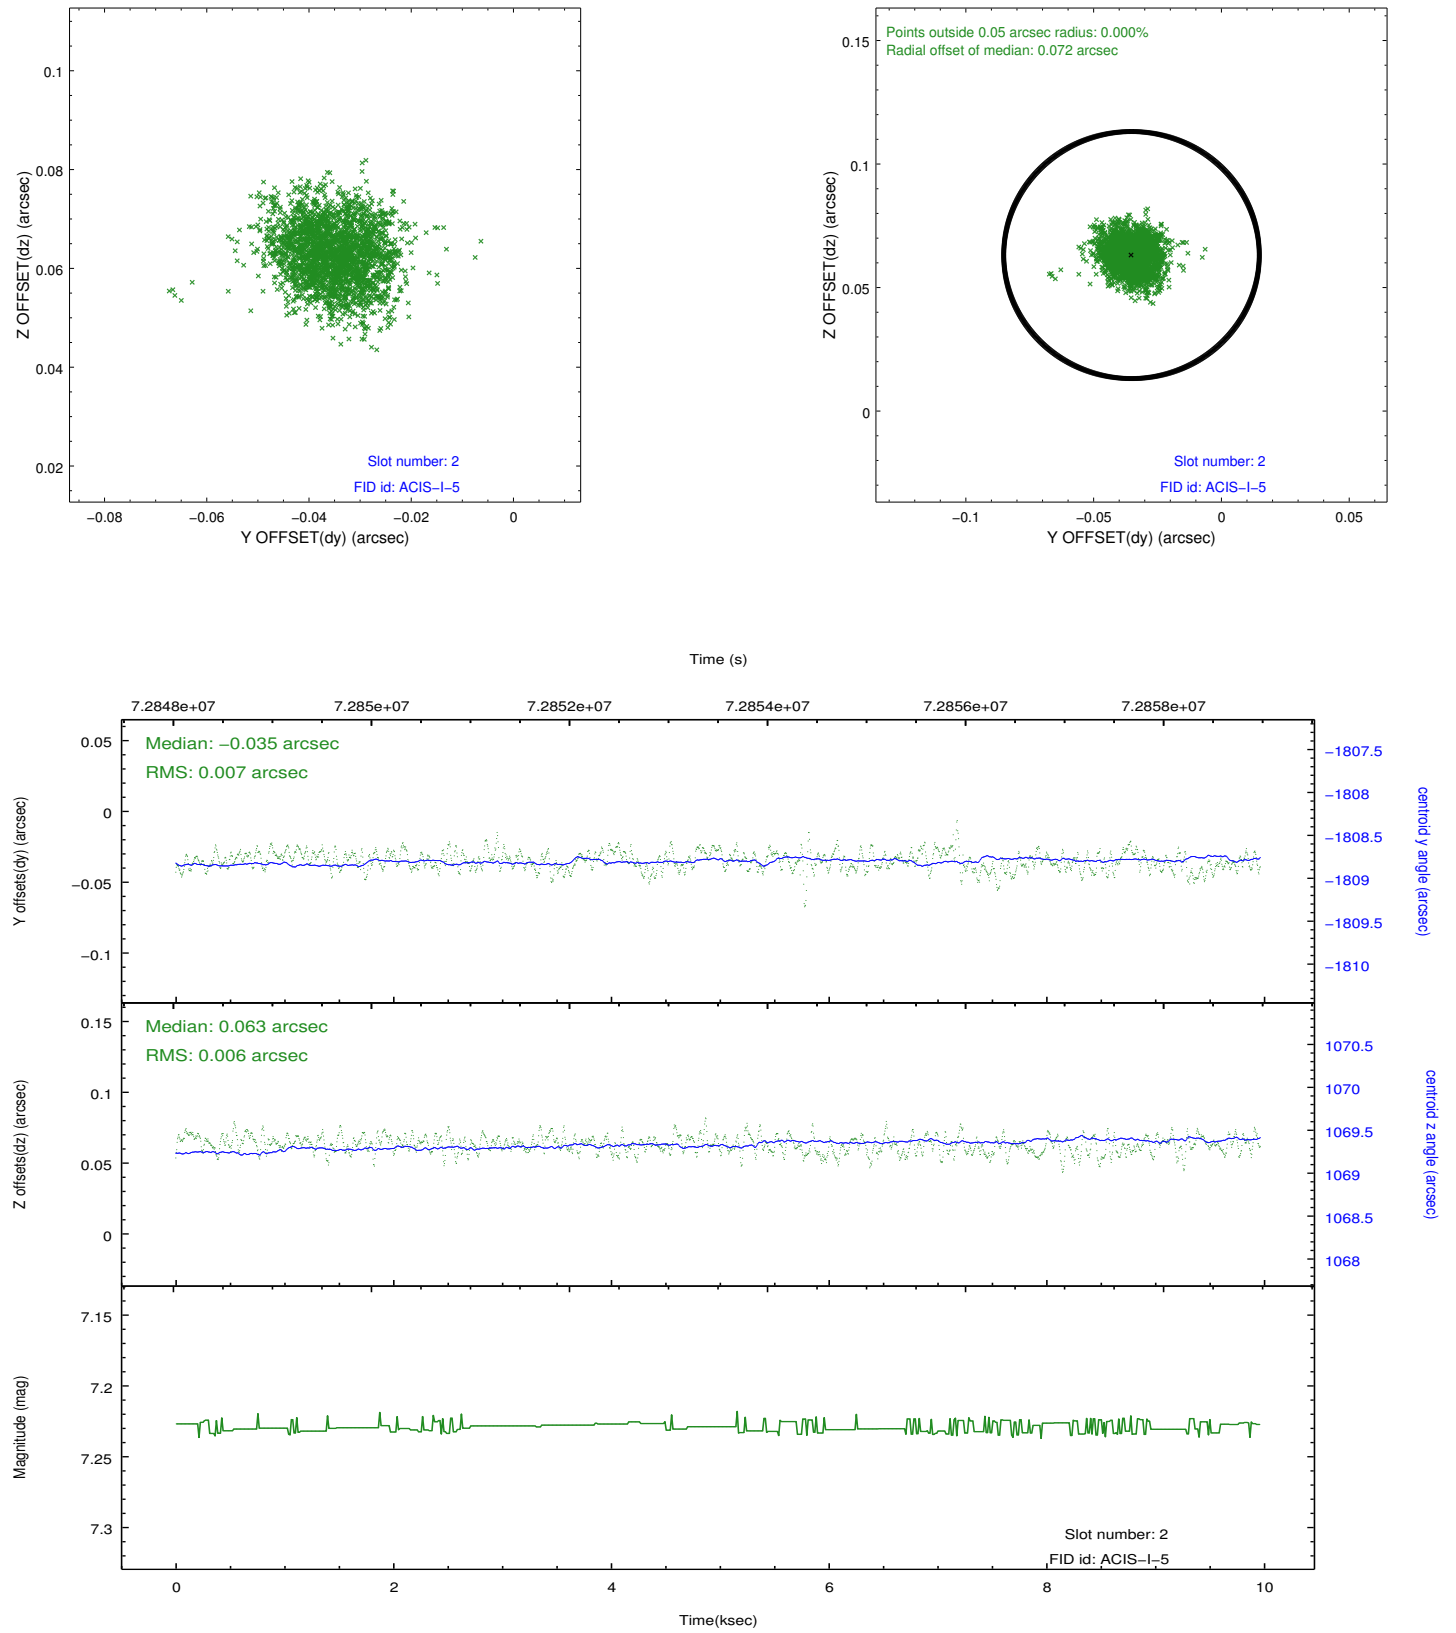 0.1
0.08
0.06
0.04
0.02
Z OFFSET(dz) (arcsec)
Slot number: 2
FID id: ACIS−I−5
−0.08 −0.06 −0.04 −0.02 0
Y OFFSET(dy) (arcsec)
Points outside 0.05 arcsec radius: 0.000%
Radial offset of median: 0.072 arcsec
0.15
0.1
0.05
0
Z OFFSET(dz) (arcsec)
Slot number: 2
FID id: ACIS−I−5
−0.1 −0.05 0 0.05
Y OFFSET(dy) (arcsec)
Time (s)
7.2848e+07 7.285e+07 7.2852e+07 7.2854e+07 7.2856e+07 7.2858e+07
Median: −0.035 arcsec
RMS: 0.007 arcsec
0.05
0
−0.05
−0.1
Y offsets(dy) (arcsec)
−1807.5
−1808
−1808.5
−1809
−1809.5
−1810
centroid y angle (arcsec)
Median: 0.063 arcsec
RMS: 0.006 arcsec
0.15
0.1
0.05
0
Z offsets(dz) (arcsec)
1070.5
1070
1069.5
1069
1068.5
1068
centroid z angle (arcsec)
7.15
7.2
7.25
7.3
Magnitude (mag)
Slot number: 2
FID id: ACIS−I−5
0 2 4 6 8 10
Time(ksec)